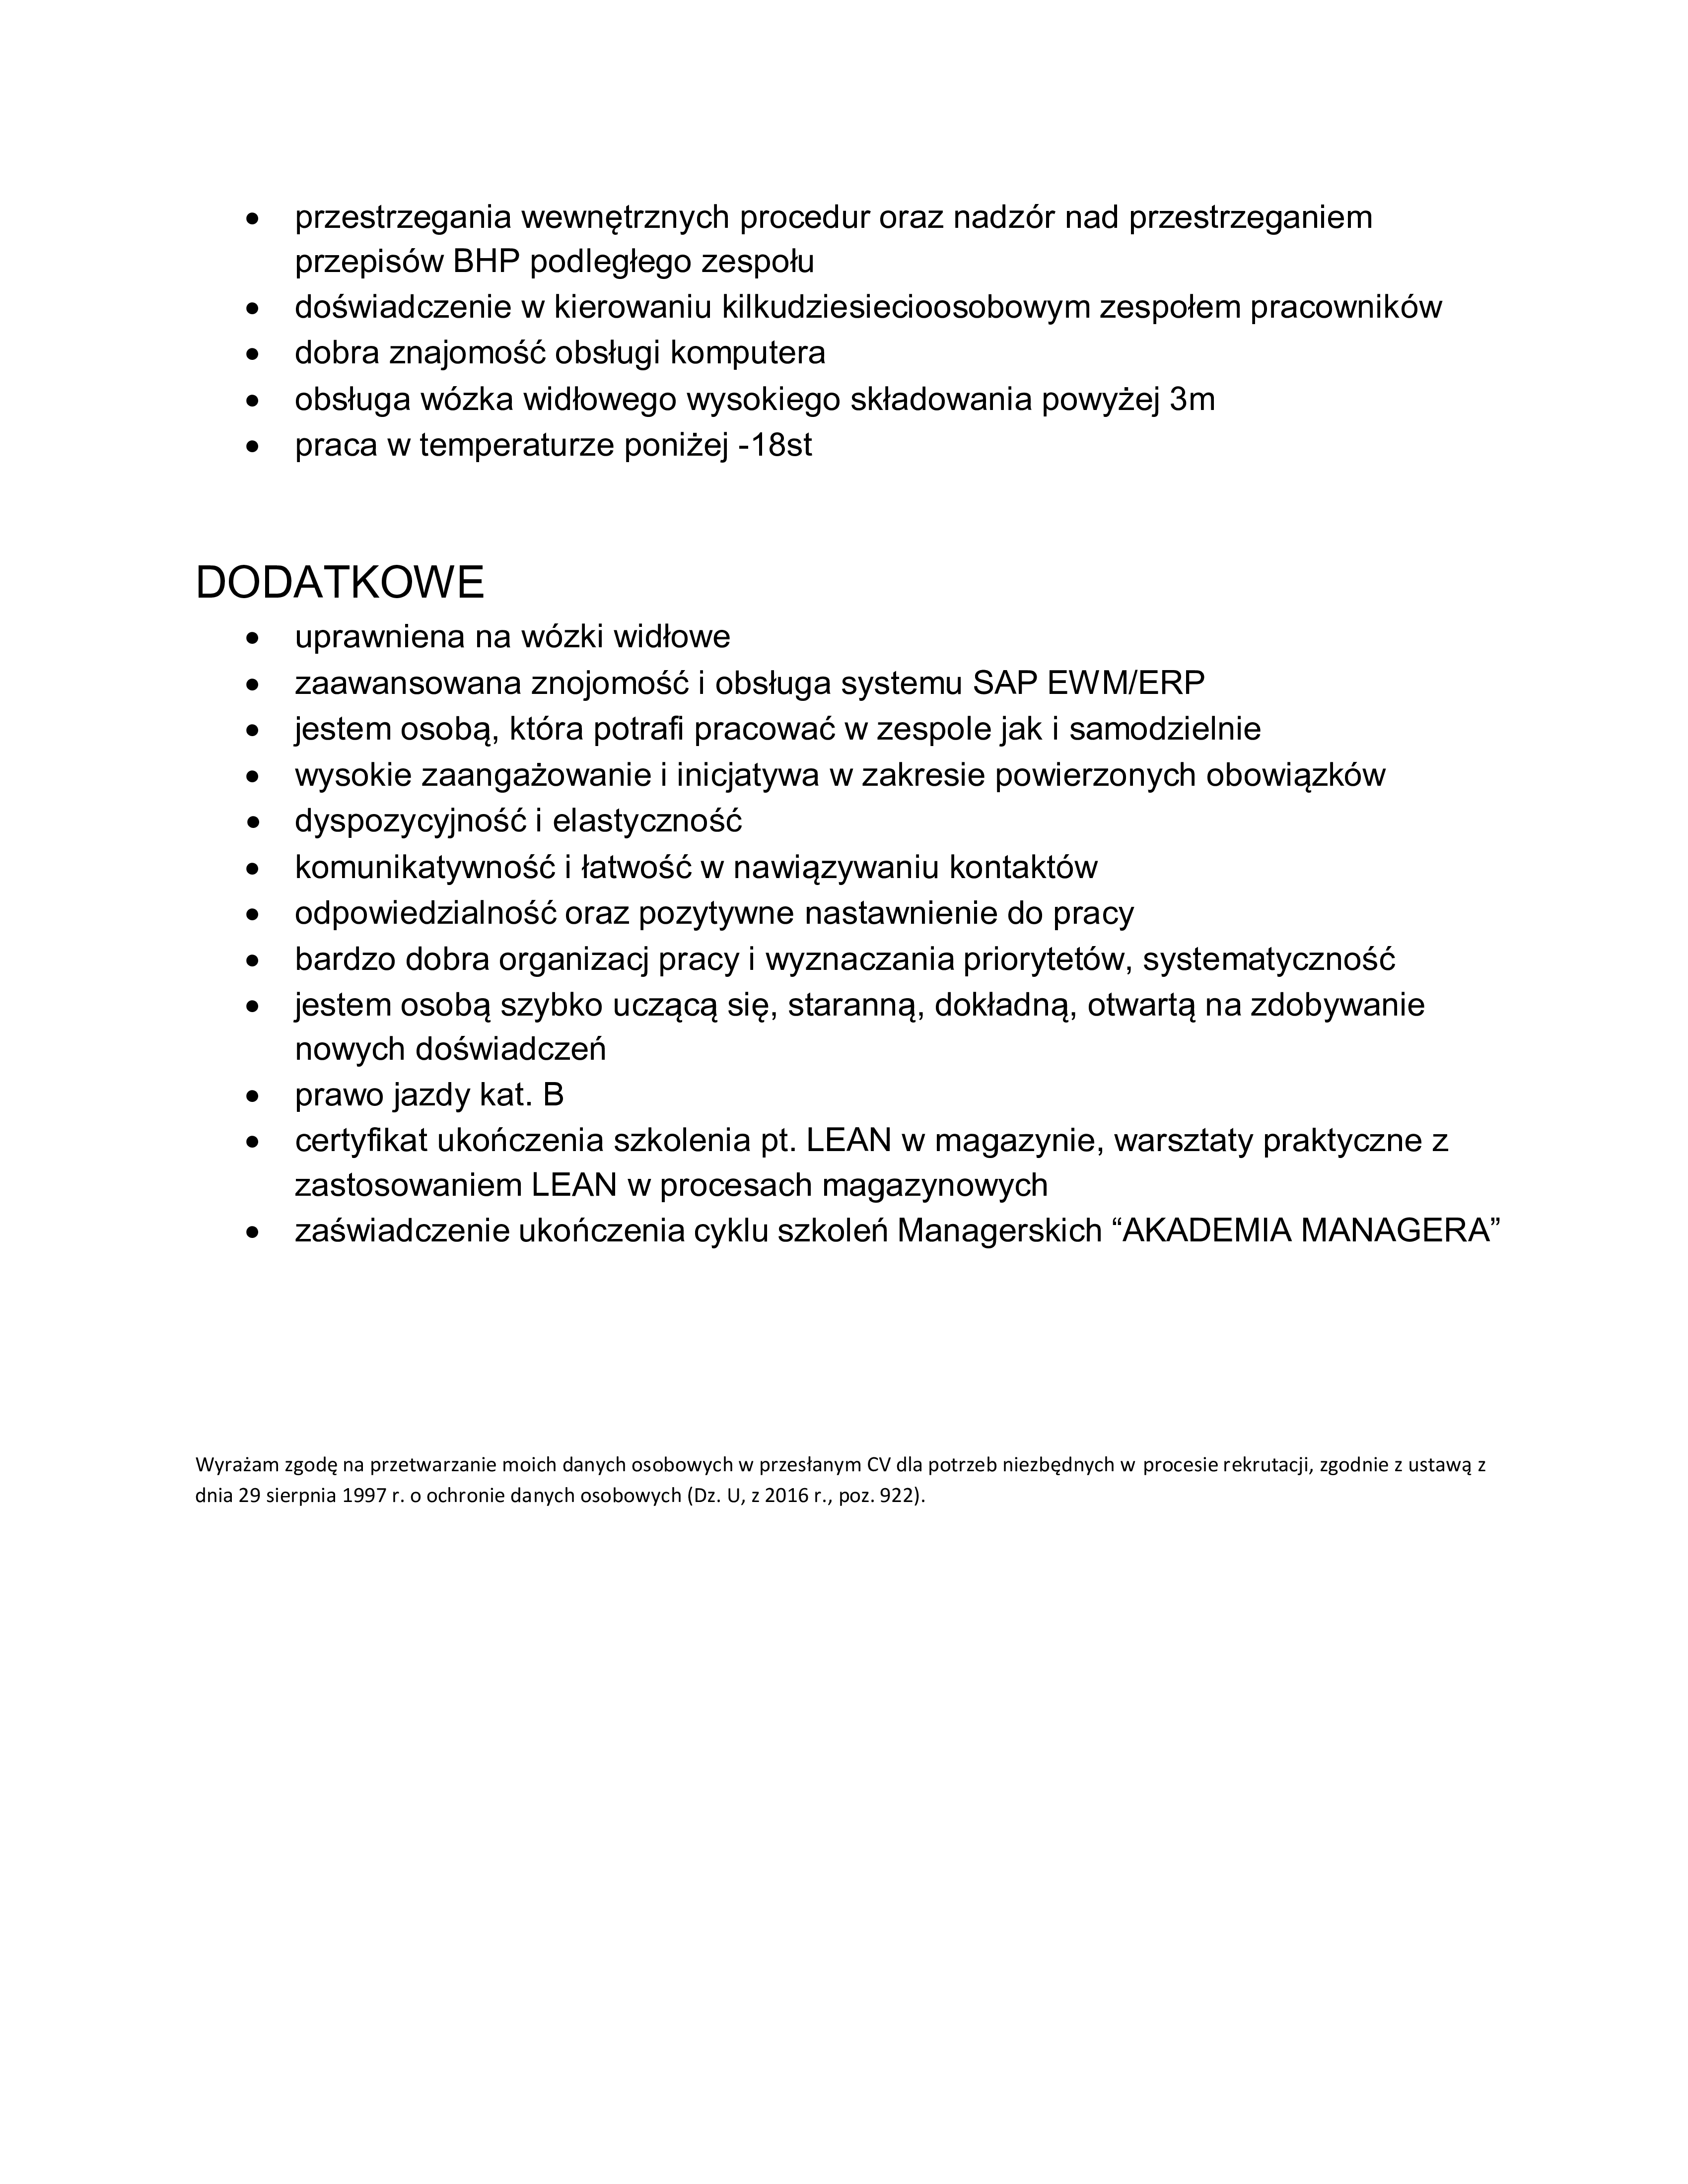 • przestrzegania wewnętrznych procedur oraz nadzór nad przestrzeganiem
przepisów BHP podległego zespołu
• doświadczenie w kierowaniu kilkudziesiecioosobowym zespołem pracowników
• dobra znajomość obsługi komputera
• obsługa wózka widłowego wysokiego składowania powyżej 3m
• praca w temperaturze poniżej -18st
DODATKOWE
• uprawniena na wózki widłowe
• zaawansowana znojomość i obsługa systemu SAP EWM/ERP
• jestem osobą, która potrafi pracować w zespole jak i samodzielnie
• wysokie zaangażowanie i inicjatywa w zakresie powierzonych obowiązków
• dyspozycyjność i elastyczność
• komunikatywność i łatwość w nawiązywaniu kontaktów
• odpowiedzialność oraz pozytywne nastawnienie do pracy
• bardzo dobra organizacj pracy i wyznaczania priorytetów, systematyczność
• jestem osobą szybko uczącą się, staranną, dokładną, otwartą na zdobywanie
nowych doświadczeń
• prawo jazdy kat. B
• certyfikat ukończenia szkolenia pt. LEAN w magazynie, warsztaty praktyczne z
zastosowaniem LEAN w procesach magazynowych
• zaświadczenie ukończenia cyklu szkoleń Managerskich “AKADEMIA MANAGERA”
Wyrażam zgodę na przetwarzanie moich danych osobowych w przesłanym CV dla potrzeb niezbędnych w procesie rekrutacji, zgodnie z ustawą z
dnia 29 sierpnia 1997 r. o ochronie danych osobowych (Dz. U, z 2016 r., poz. 922).